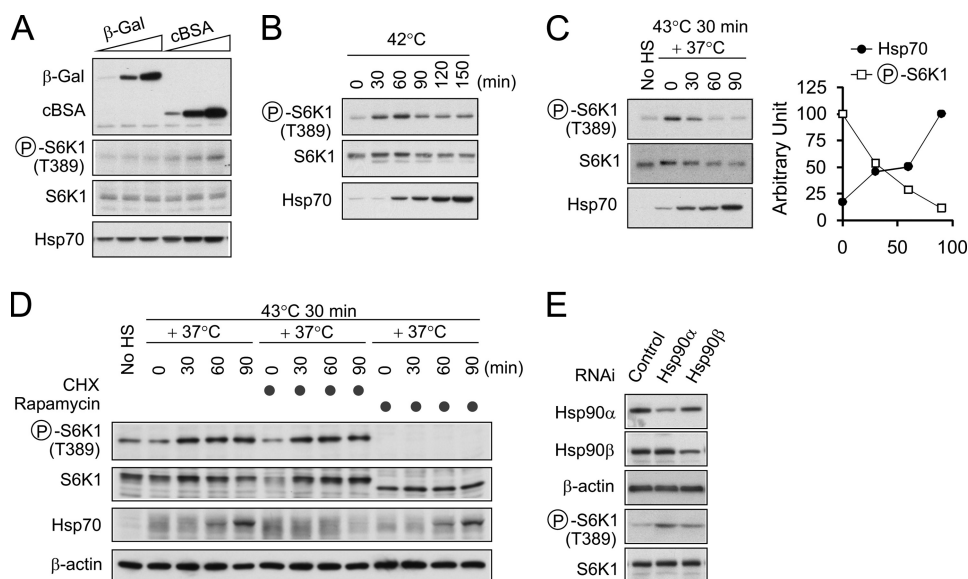 A
β-Gal cBSA
β-Gal
cBSA
Ⓟ-S6K1
(T389)
S6K1
Hsp70
B
42°C
0 30 60 90 120 150 (min)
Ⓟ-S6K1
(T389)
S6K1
Hsp70
C
43°C 30 min
+ 37°C
No HS 0 30 60 90
Ⓟ-S6K1
(T389)
S6K1
Hsp70
Hsp70
Ⓟ-S6K1
Arbitrary Unit
125
100
75
50
25
0
0 50 100
D
43°C 30 min
+ 37°C + 37°C + 37°C
No HS 0 30 60 90 0 30 60 90 0 30 60 90 (min)
CHX
Rapamycin
Ⓟ-S6K1
(T389)
S6K1
Hsp70
β-actin
E
RNAi Control Hsp90α Hsp90β
Hsp90α
Hsp90β
β-actin
Ⓟ-S6K1
(T389)
S6K1